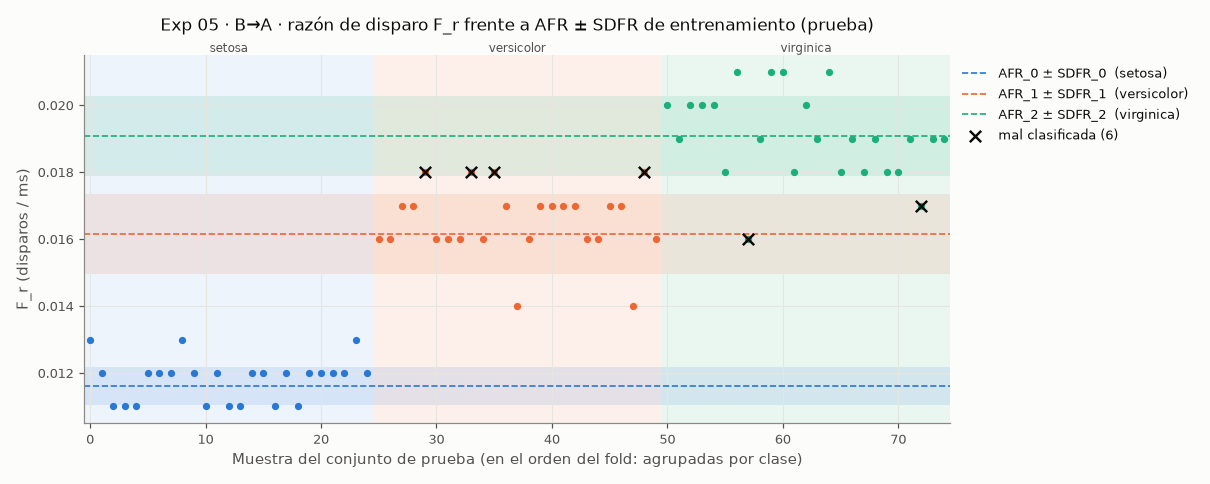 Exp 05 · B→A · razón de disparo F_r frente a AFR ± SDFR de entrenamiento (prueba)
setosa
versicolor
virginica
AFR_0 ± SDFR_0 (setosa)
AFR_1 ± SDFR_1 (versicolor)
AFR_2 ± SDFR_2 (virginica)
mal clasificada (6)
F_r (disparos / ms)
0.020
0.018
0.016
0.014
0.012
0
10
20
30
40
50
60
70
Muestra del conjunto de prueba (en el orden del fold: agrupadas por clase)